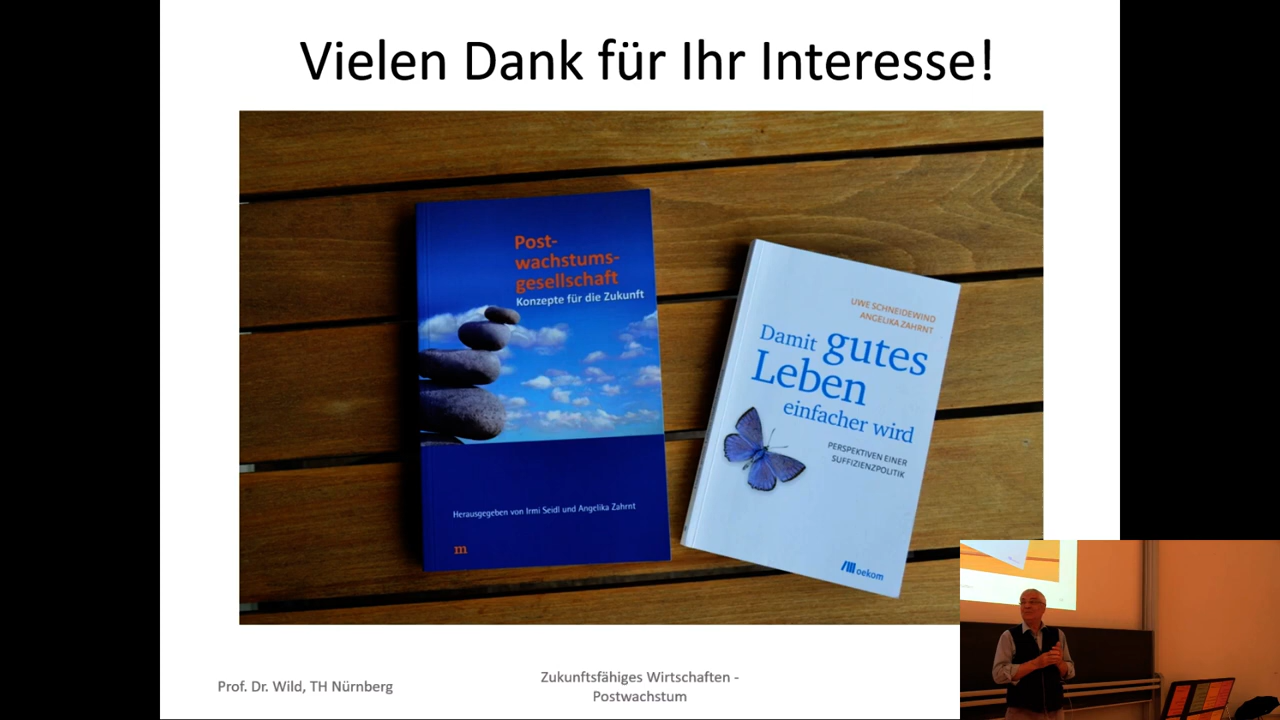 Vielen Dank für Ihr Interesse!
Post-
wachstums-
gesellschaft
Konzepte für die Zukunft
Herausgegeben von Irmi Seidl und Angelika Zahrnt
m
UWE SCHNEIDEWIND
ANGELIKA ZAHRNT
Damit gutes
Leben
einfacher wird
PERSPEKTIVEN EINER
SUFFIZIENZPOLITIK
oekom
Prof. Dr. Wild, TH Nürnberg
Zukunftsfähiges Wirtschaften -
Postwachstum